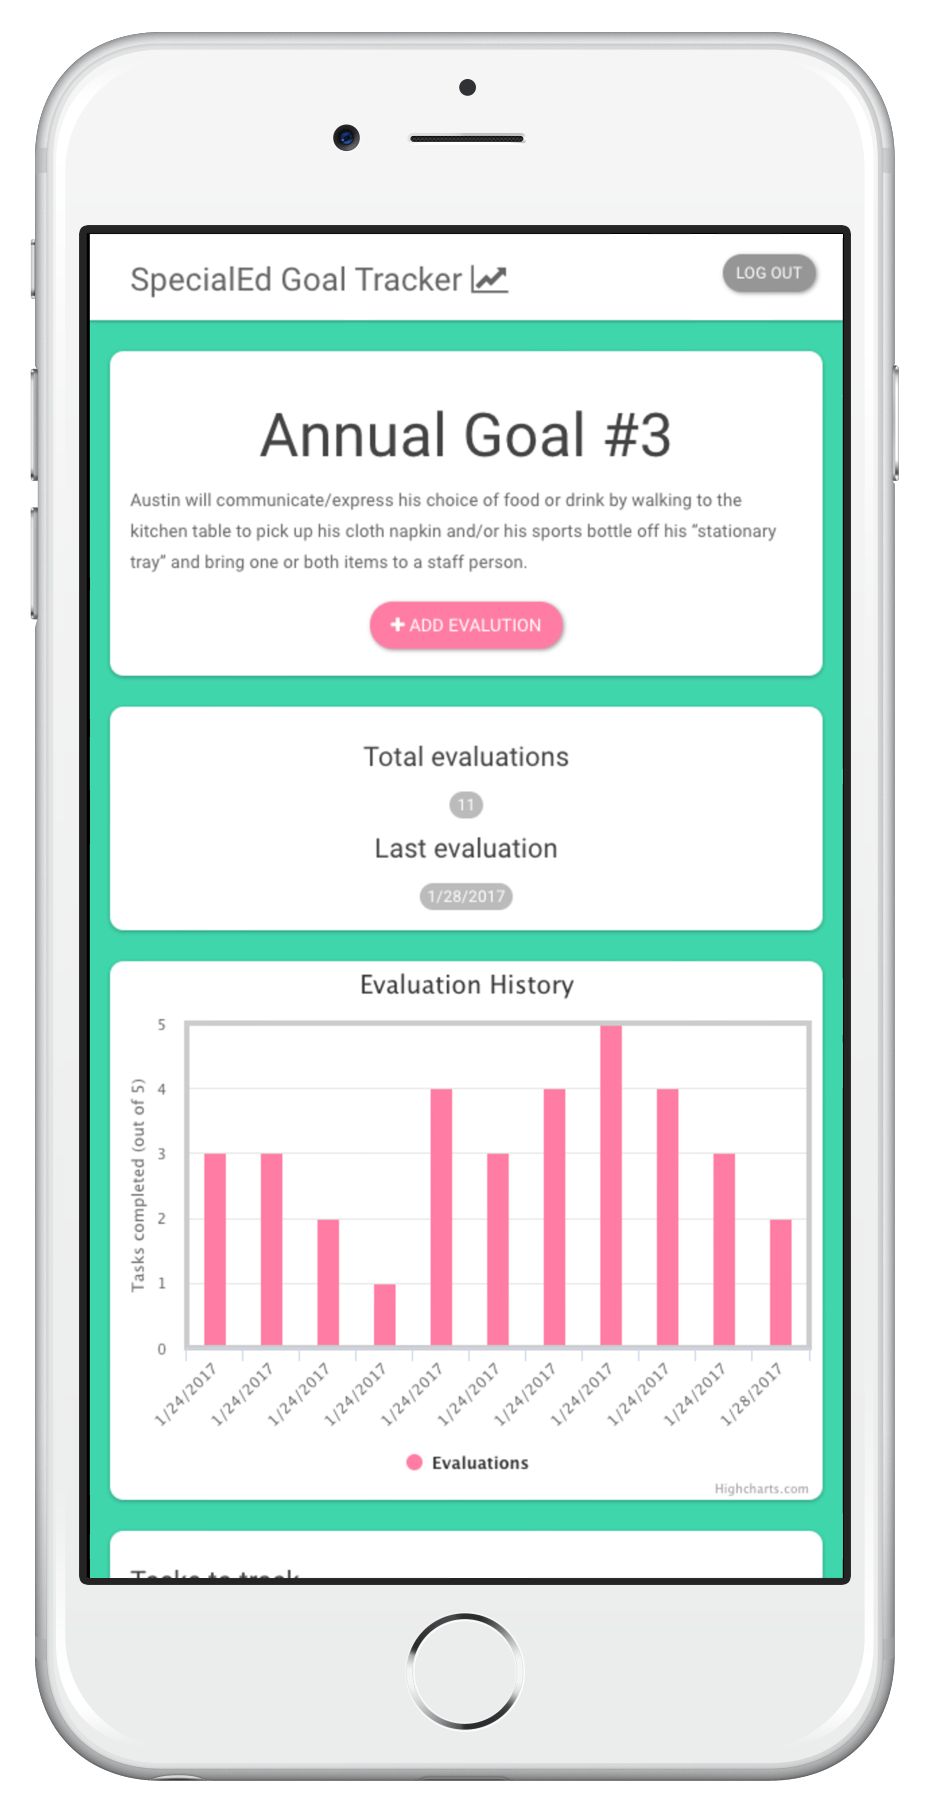 SpecialEd Goal Tracker
LOG OUT
Annual Goal #3
Austin will communicate/express his choice of food or drink by walking to the
kitchen table to pick up his cloth napkin and/or his sports bottle off his “stationary
tray” and bring one or both items to a staff person.
ADD EVALUTION
Total evaluations
11
Last evaluation
1/28/2017
Evaluation History
Tasks completed (out of 5)
5
4
3
2
1
0
1/24/2017
1/24/2017
1/24/2017
1/24/2017
1/24/2017
1/24/2017
1/24/2017
1/24/2017
1/24/2017
1/24/2017
1/28/2017
Evaluations
Highcharts.com
Tasks to track